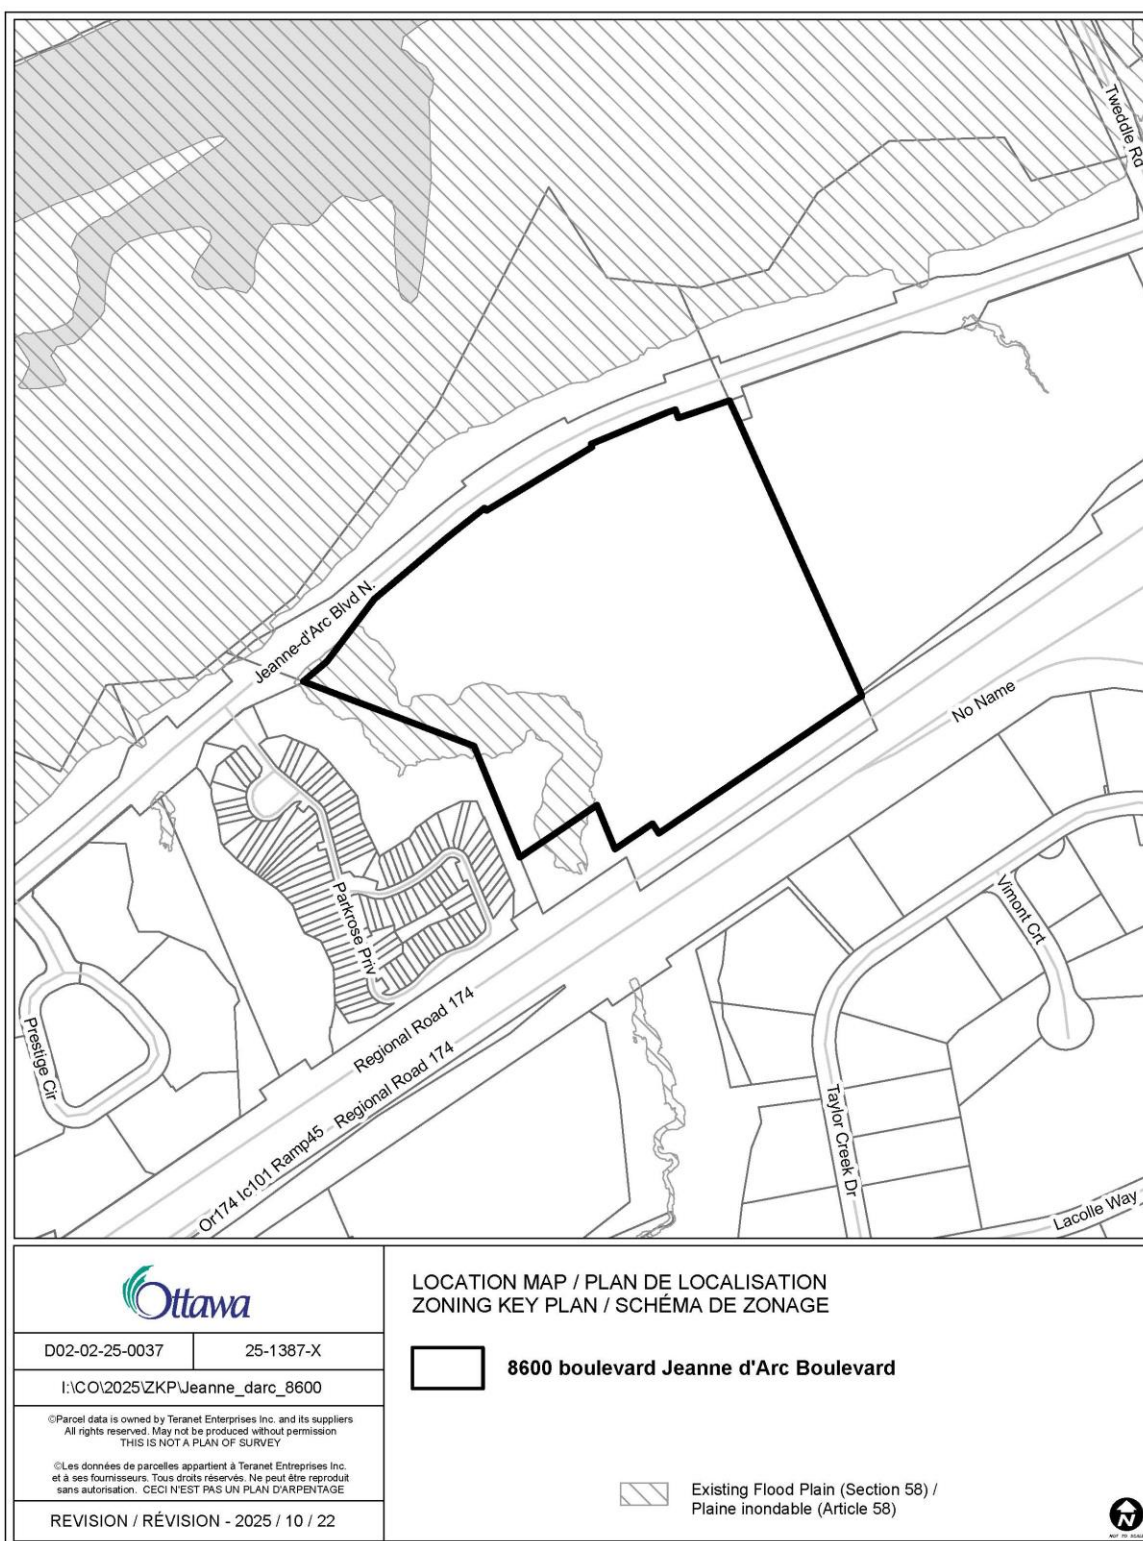 Tweddle Rd
Jeanne-d'Arc Blvd N.
No Name
Vimont Crt
Parkrose Priv
Prestige Cir
Regional Road 174
Or174 Ic101 Ramp45 - Regional Road 174
Taylor Creek Dr
Lacolle Way
Ottawa
D02-02-25-0037
25-1387-X
I:\CO\2025\ZKP\Jeanne_darc_8600
©Parcel data is owned by Teranet Enterprises Inc. and its suppliers
All rights reserved. May not be produced without permission
THIS IS NOT A PLAN OF SURVEY
©Les données de parcelles appartient à Teranet Enterprises Inc.
et à ses fournisseurs. Tous droits réservés. Ne peut être reproduit
sans autorisation. CECI N'EST PAS UN PLAN D'ARPENTAGE
REVISION / RÉVISION - 2025 / 10 / 22
LOCATION MAP / PLAN DE LOCALISATION
ZONING KEY PLAN / SCHÉMA DE ZONAGE
8600 boulevard Jeanne d'Arc Boulevard
Existing Flood Plain (Section 58) /
Plaine inondable (Article 58)
N
NOT TO SCALE